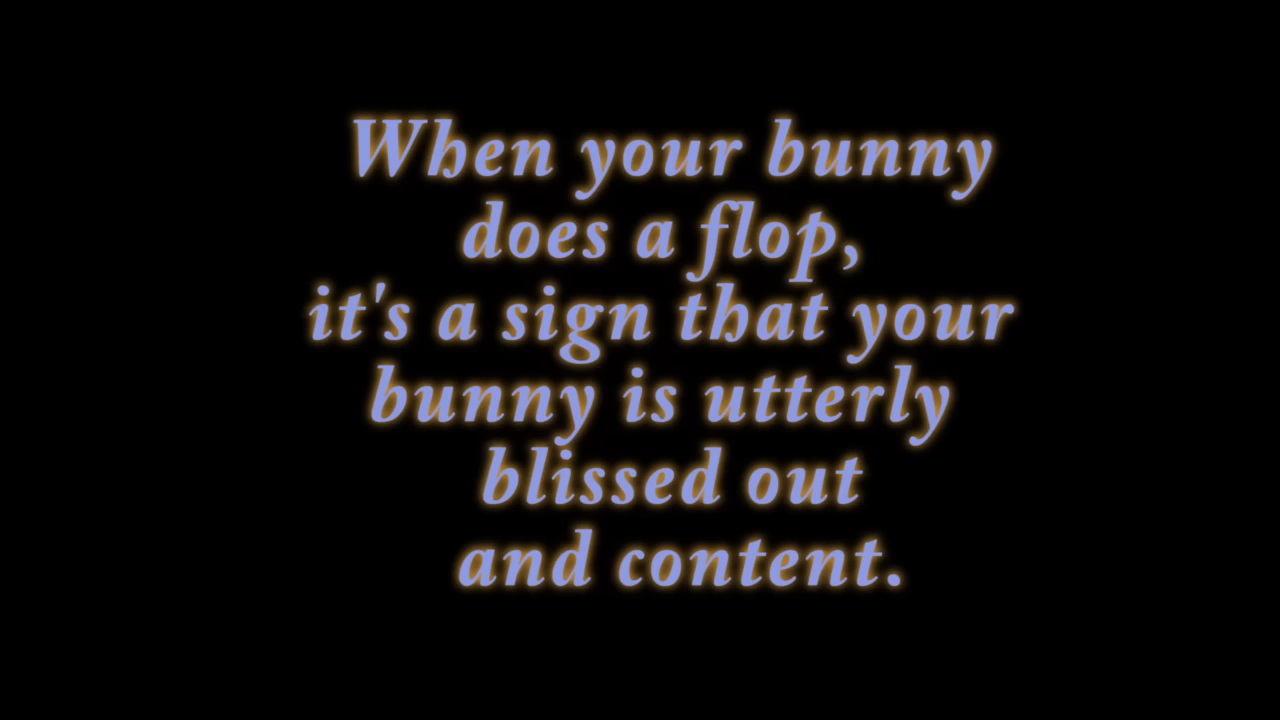 When your bunny
does a flop,
it's a sign that your
bunny is utterly
blissed out
and content.